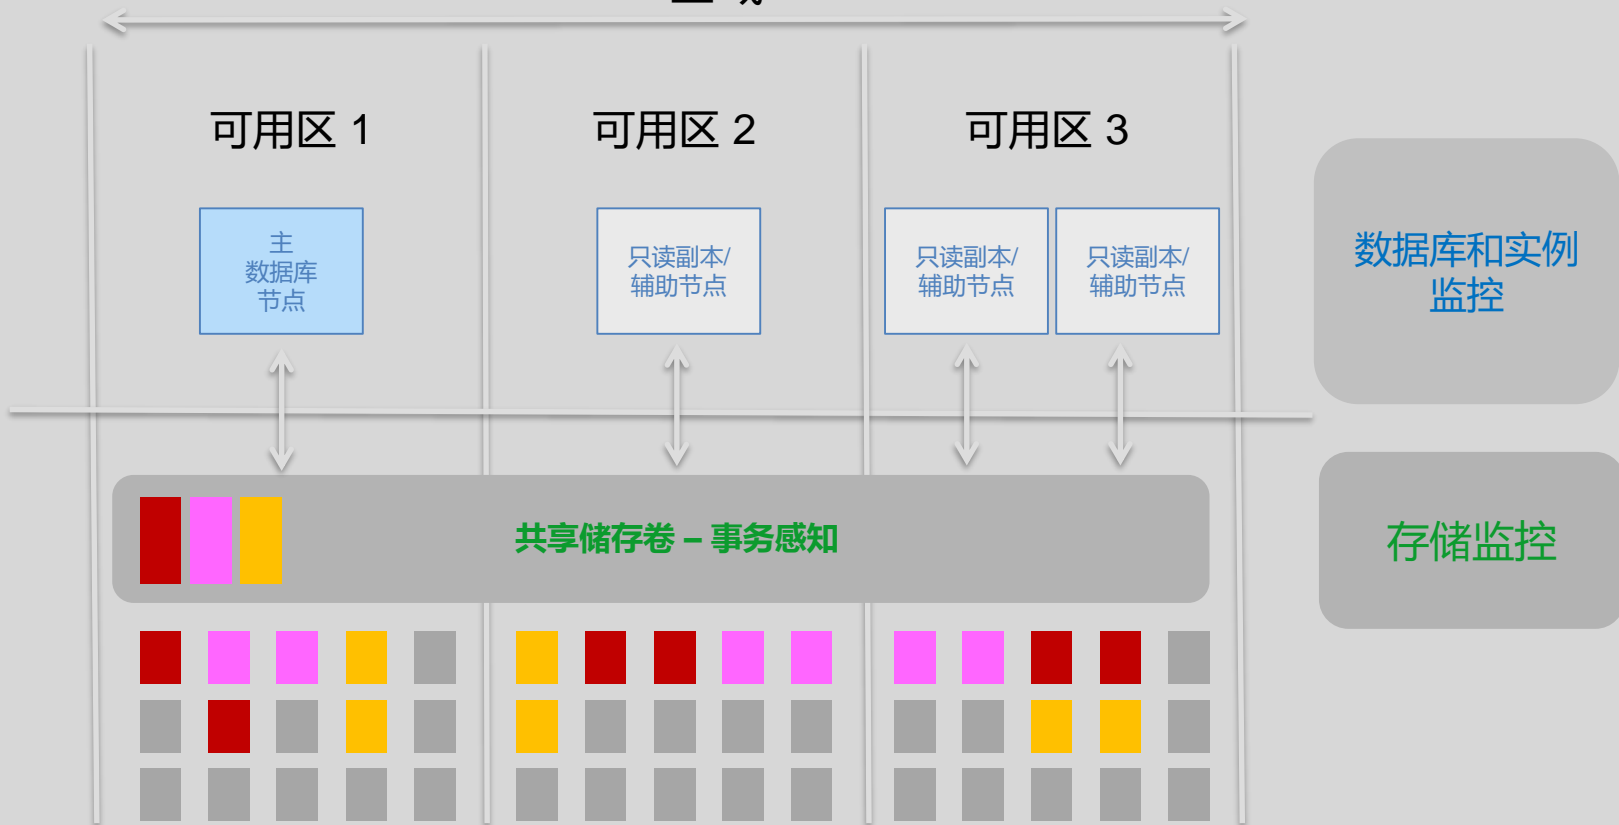 可用区 1
可用区 2
可用区 3
主
数据库
节点
只读副本/
辅助节点
只读副本/
辅助节点
只读副本/
辅助节点
数据库和实例
监控
共享储存卷 – 事务感知
存储监控